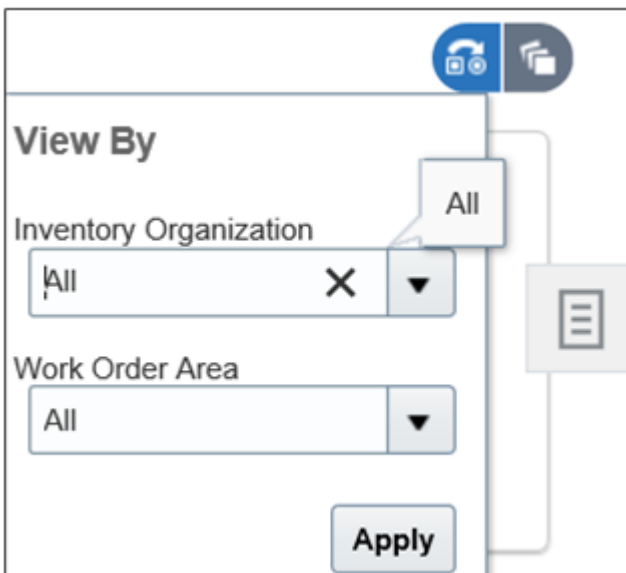 View By
All
Inventory Organization
All
Work Order Area
All
Apply